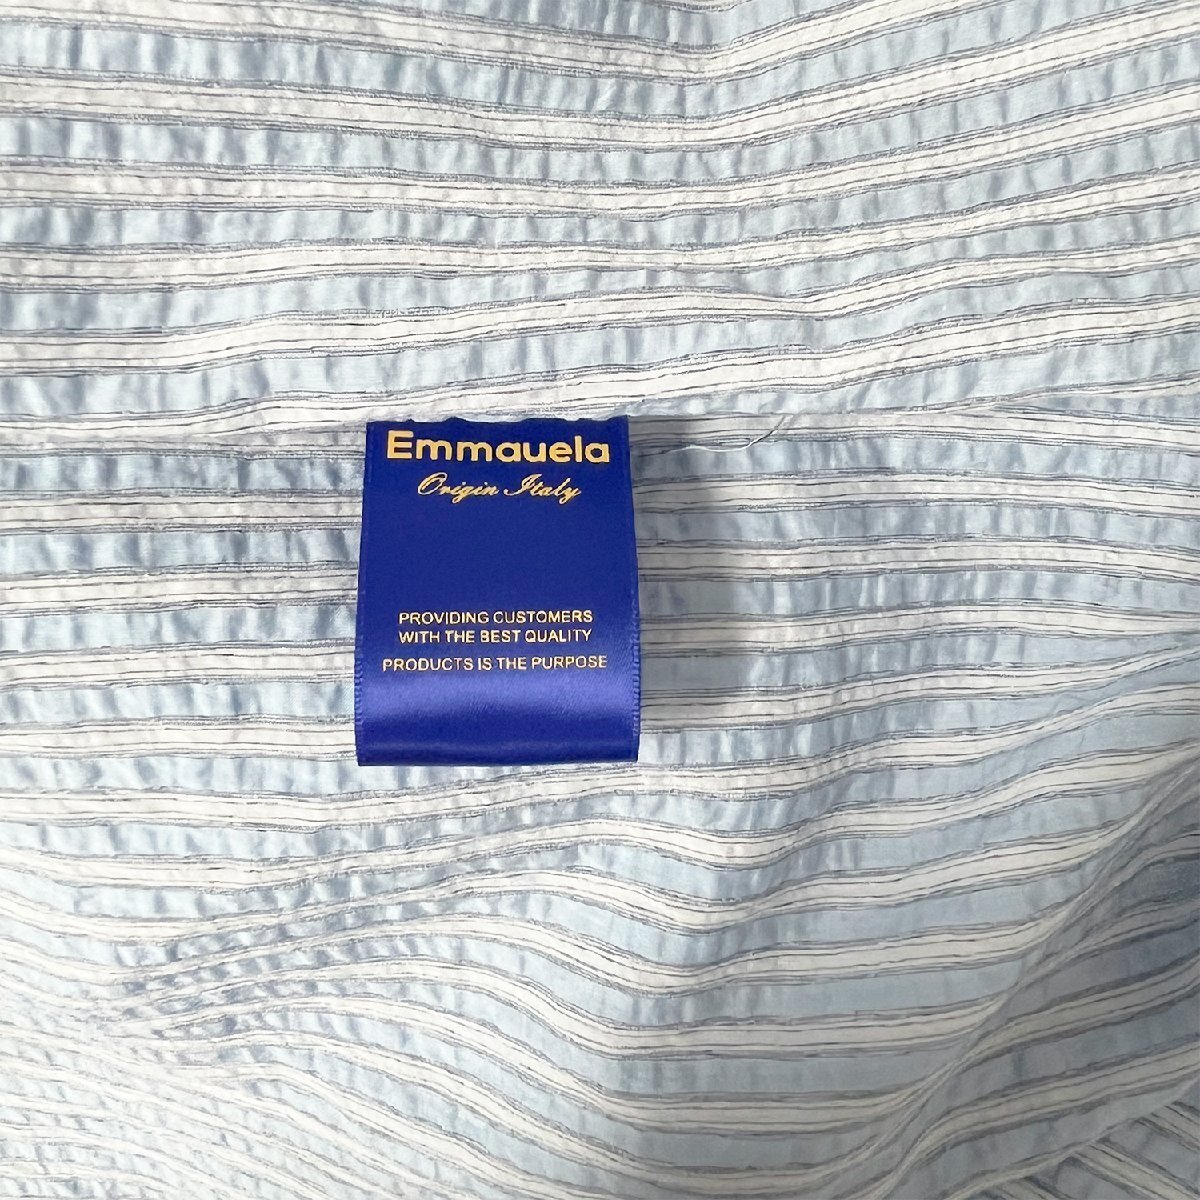 Emmauela
Origin Italy
PROVIDING CUSTOMERS
WITH THE BEST QUALITY
PRODUCTS IS THE PURPOSE